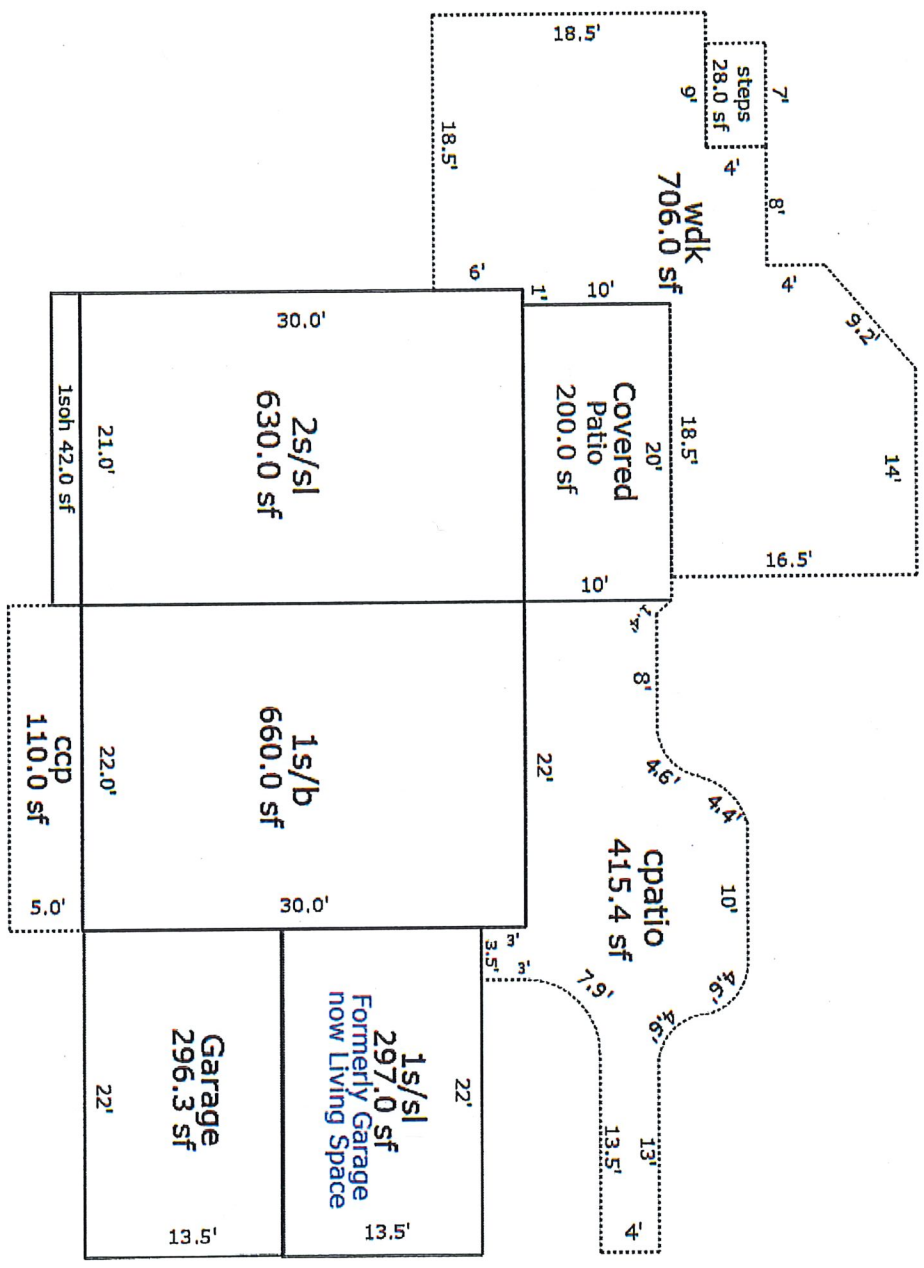 18.5'
18.5'
9'
steps
28.0 sf
7'
4'
8'
wdk
706.0 sf
4'
9.2'
14'
16.5'
18.5'
6'
1'
10'
Covered
Patio
200.0 sf
20'
10'
30.0'
2s/sl
630.0 sf
21.0'
1soh 42.0 sf
8'
4.6'
4.4'
10'
4.6'
4.6'
7.9'
cpatio
415.4 sf
13'
13.5'
4'
3'
3.5'
3'
22'
1s/b
660.0 sf
22.0'
30.0'
ccp
110.0 sf
5.0'
1s/sl
297.0 sf
Formerly Garage
now Living Space
22'
13.5'
Garage
296.3 sf
22'
13.5'